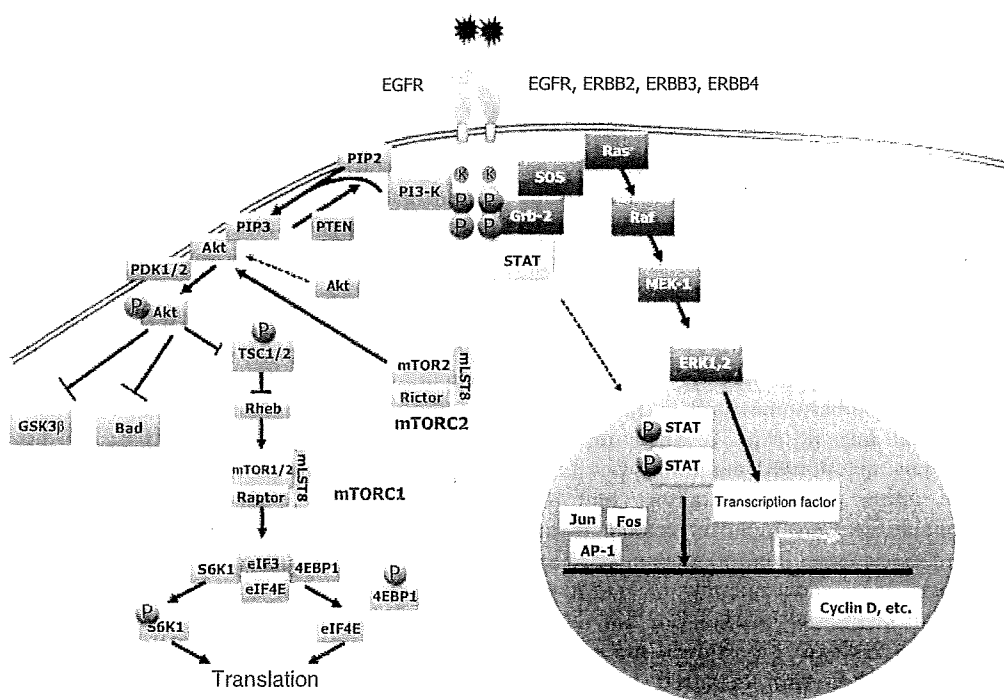 EGFR
EGFR, ERBB2, ERBB3, ERBB4
PIP2
PI3-K
K
K
P
P
P
P
SOS
Ras
Grb-2
Raf
STAT
MEK-1
ERK1,2
PIP3
PTEN
Akt
PDK1/2
Akt
P
Akt
P
TSC1/2
GSK3β
Bad
Rheb
mTOR2
mLST8
Rictor
mTORC2
mTOR1/2
mLST8
Raptor
mTORC1
S6K1
eIF3
4EBP1
eIF4E
P
4EBP1
P
S6K1
eIF4E
Translation
P
STAT
P
STAT
Transcription factor
Jun
Fos
AP-1
Cyclin D, etc.